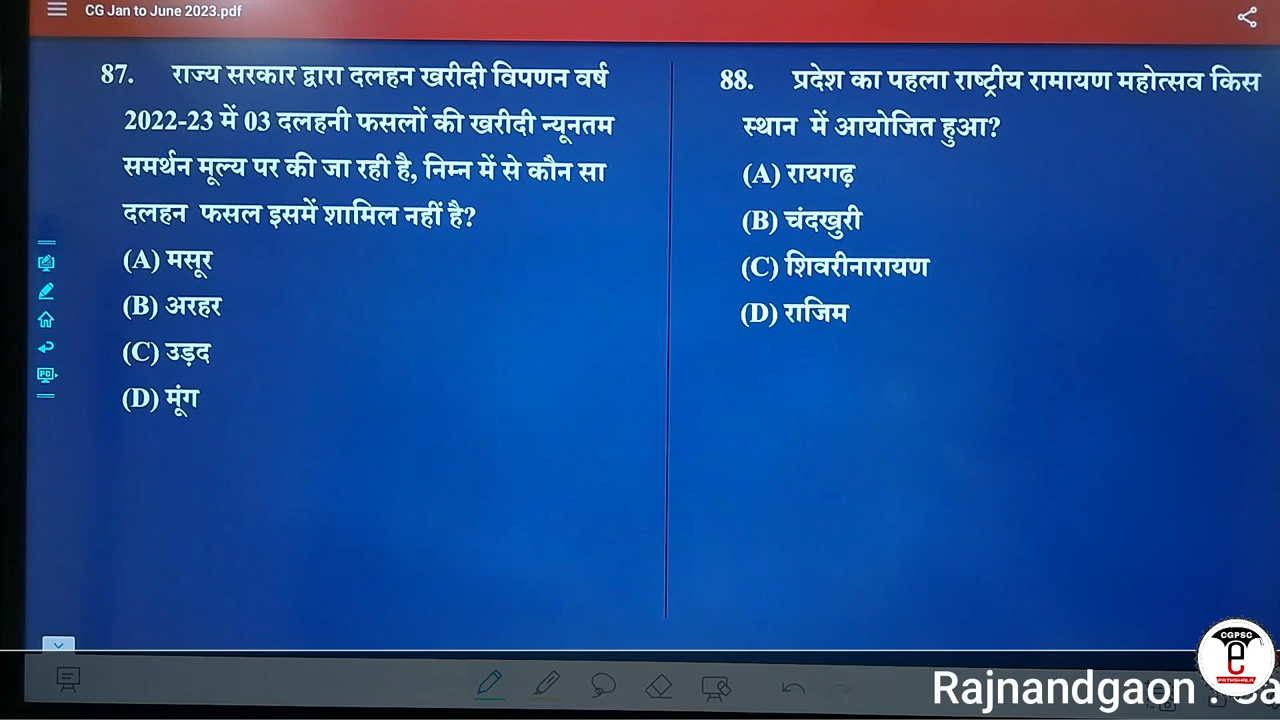 CG Jan to June 2023.pdf
87. राज्य सरकार द्वारा दलहन खरीदी विपणन वर्ष
2022-23 में 03 दलहनी फसलों की खरीदी न्यूनतम
समर्थन मूल्य पर की जा रही है, निम्न में से कौन सा
दलहन फसल इसमें शामिल नहीं है?
(A) मसूर
(B) अरहर
(C) उड़द
(D) मूंग
88. प्रदेश का पहला राष्ट्रीय रामायण महोत्सव किस
स्थान में आयोजित हुआ?
(A) रायगढ़
(B) चंदखुरी
(C) शिवरीनारायण
(D) राजिम
PD
CGPSC
e
PATHSHALA
Rajnandgaon :